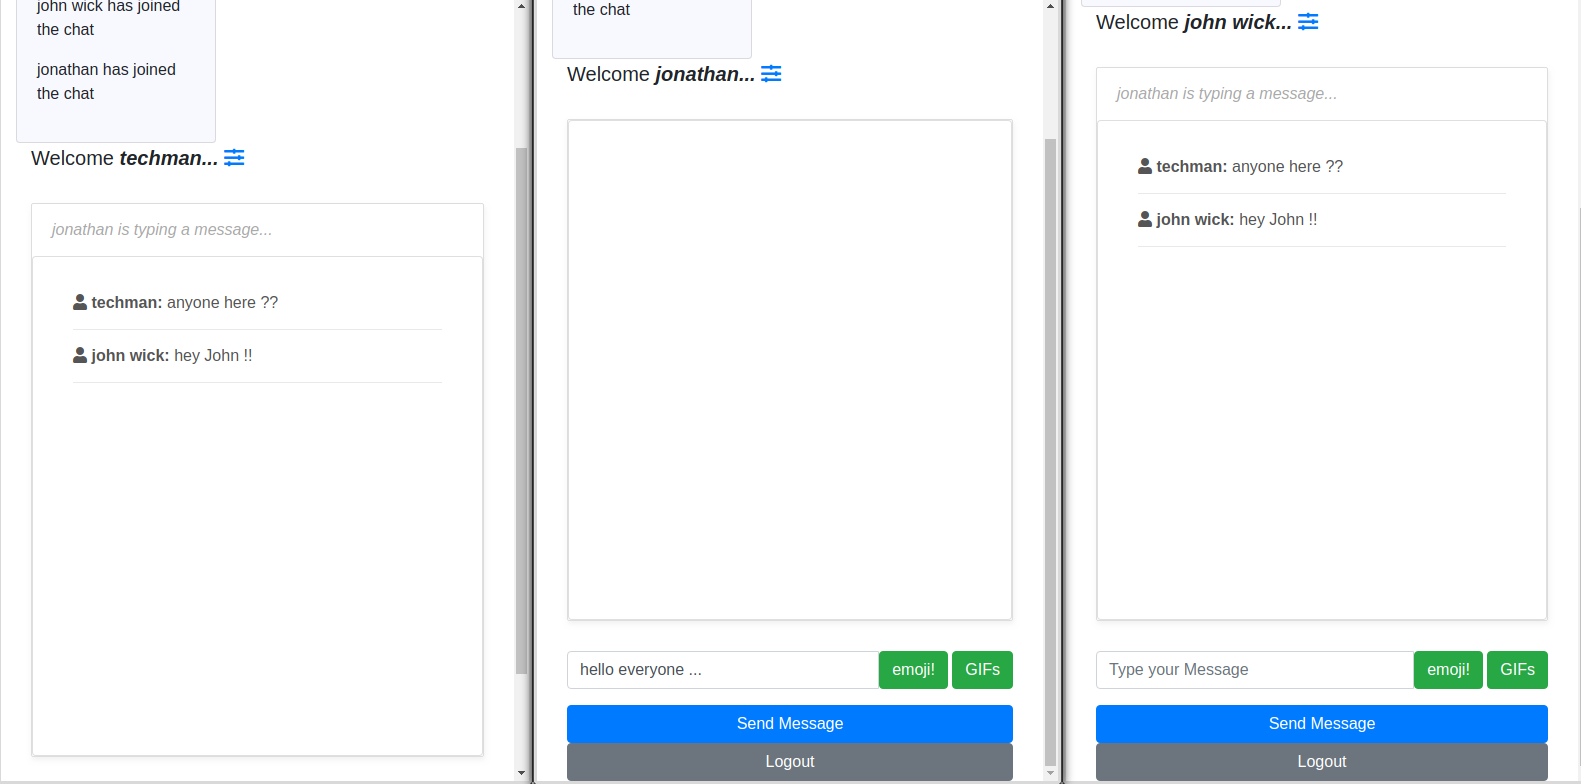 john wick has joined
the chat
jonathan has joined
the chat
Welcome techman...
jonathan is typing a message...
techman: anyone here ??
john wick: hey John !!
the chat
Welcome jonathan...
hello everyone ...
emoji!
GIFs
Send Message
Logout
Welcome john wick...
jonathan is typing a message...
techman: anyone here ??
john wick: hey John !!
Type your Message
emoji!
GIFs
Send Message
Logout